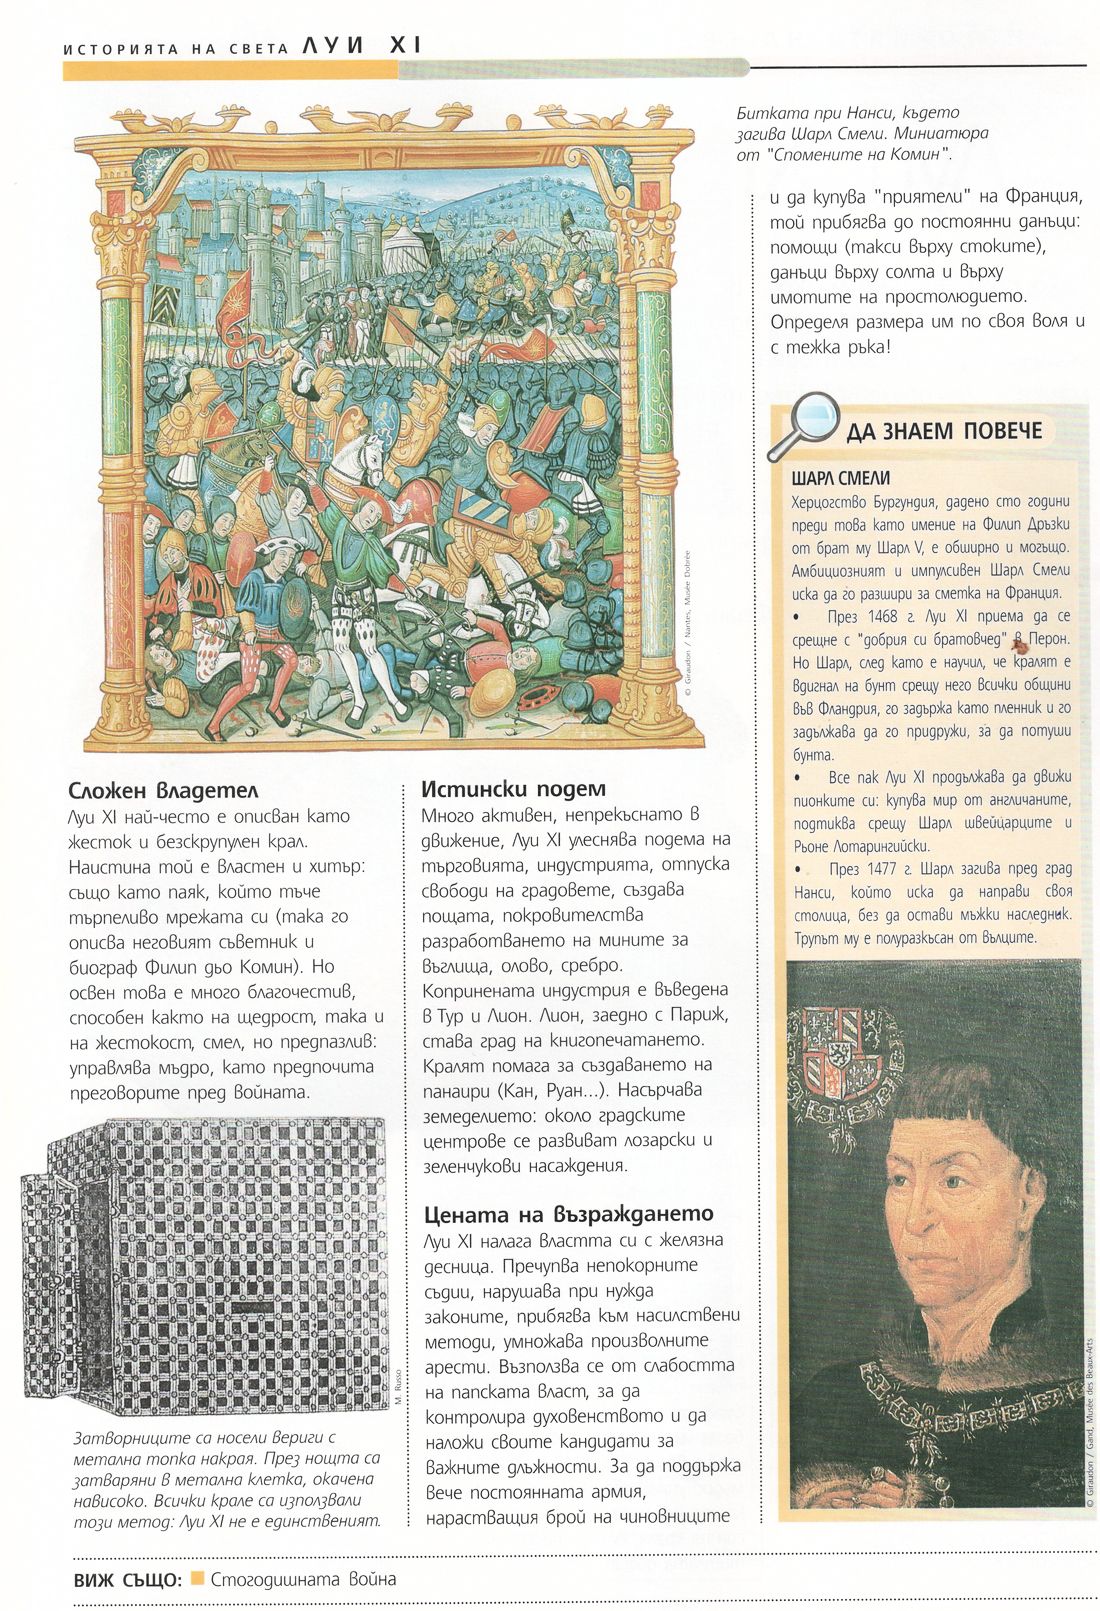 ИСТОРИЯТА НА СВЕТА ЛУИ XI
Битката при Нанси, където
загива Шарл Смели. Миниатюра
от "Спомените на Комин".
© Giraudon / Nantes, Musée Dobrée
Сложен владетел
Луи XI най-често е описван като
жесток и безскрупулен крал.
Наистина той е властен и хитър:
също като паяк, който тъче
търпеливо мрежата си (така го
описва неговият съветник и
биограф Филип дьо Комин). Но
освен това е много благочестив,
способен както на щедрост, така и
на жестокост, смел, но предпазлив:
управлява мъдро, като предпочита
преговорите пред войната.
M. Russo
Затворниците са носели вериги с
метална топка накрая. През нощта са
затваряни в метална клетка, окачена
нависоко. Всички крале са използвали
този метод: Луи XI не е единственият.
Истински подем
Много активен, непрекъснато в
движение, Луи XI улеснява подема на
търговията, индустрията, отпуска
свободи на градовете, създава
пощата, покровителства
разработването на мините за
въглища, олово, сребро.
Копринената индустрия е въведена
в Тур и Лион. Лион, заедно с Париж,
става град на книгопечатането.
Кралят помага за създаването на
панаири (Кан, Руан...). Насърчава
земеделието: около градските
центрове се развиват лозарски и
зеленчукови насаждения.
Цената на възраждането
Луи XI налага властта си с желязна
десница. Пречупва непокорните
съдии, нарушава при нужда
законите, прибягва към насилствени
методи, умножава произволните
арести. Възползва се от слабостта
на папската власт, за да
контролира духовенството и да
наложи своите кандидати за
важните длъжности. За да поддържа
вече постоянната армия,
нарастващия брой на чиновниците
и да купува "приятели" на Франция,
той прибягва до постоянни данъци:
помощи (такси върху стоките),
данъци върху солта и върху
имотите на простолюдието.
Определя размера им по своя воля и
с тежка ръка!
ДА ЗНАЕМ ПОВЕЧЕ
ШАРЛ СМЕЛИ
Херцогство Бургундия, дадено сто години
преди това като имение на Филип Дръзки
от брат му Шарл V, е обширно и могъщо.
Амбициозният и импулсивен Шарл Смели
иска да го разшири за сметка на Франция.
• През 1468 г. Луи XI приема да се
срещне с "добрия си братовчед" в Перон.
Но Шарл, след като е научил, че кралят е
вдигнал на бунт срещу него всички общини
във Фландрия, го задържа като пленник и го
задължава да го придружи, за да потуши
бунта.
• Все пак Луи XI продължава да движи
пионките си: купува мир от англичаните,
подтиква срещу Шарл швейцарците и
Рьоне Лотарингийски.
• През 1477 г. Шарл загива пред град
Нанси, който иска да направи своя
столица, без да остави мъжки наследник.
Трупът му е полуразкъсан от вълците.
© Giraudon / Gand, Musée des Beaux-Arts
ВИЖ СЪЩО: Стогодишната война